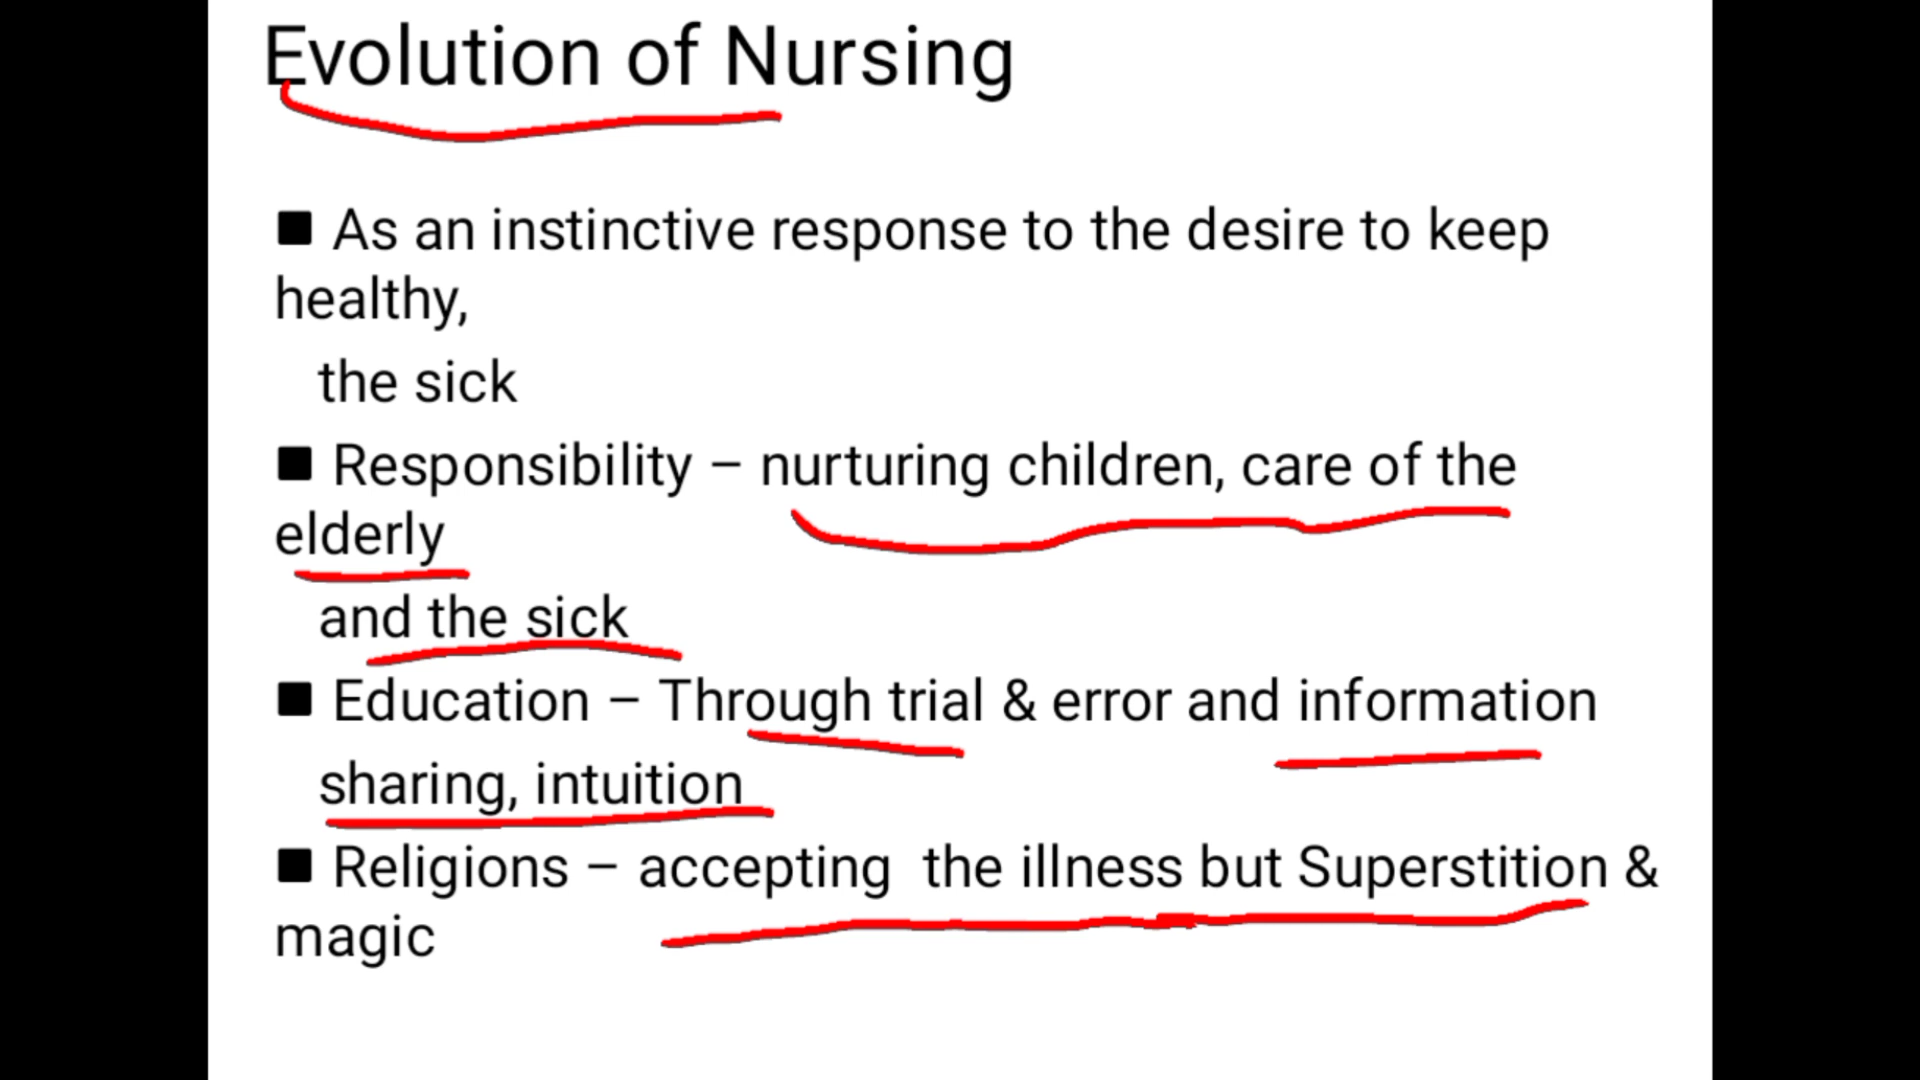 Evolution of Nursing
■ As an instinctive response to the desire to keep
healthy,
the sick
■ Responsibility – nurturing children, care of the
elderly
and the sick
■ Education – Through trial & error and information
sharing, intuition
■ Religions – accepting  the illness but Superstition &
magic